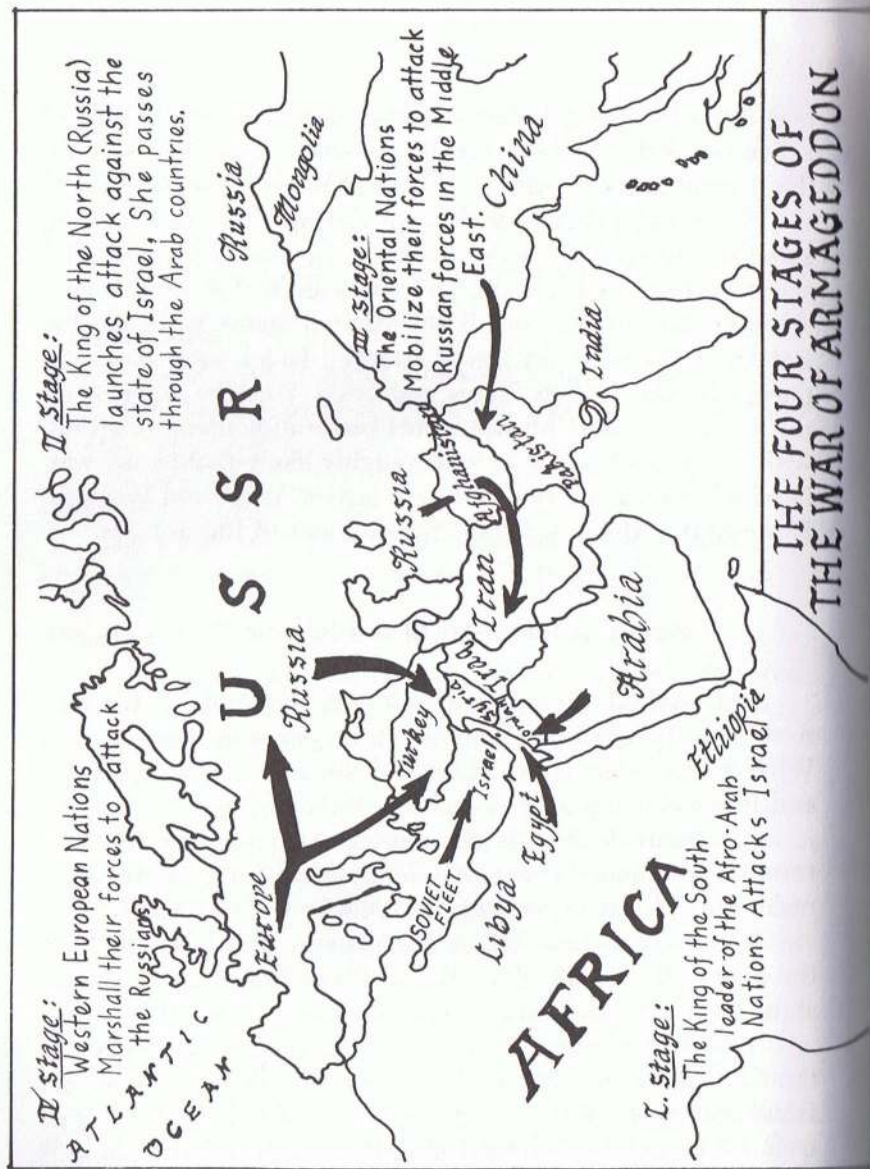 IV Stage:
Western European Nations
Marshall their forces to attack
the Russians
ATLANTIC
OCEAN
II Stage:
The King of the North (Russia)
launches attack against the
state of Israel, She passes
through the Arab countries.
U S S R
Russia
Mongolia
Europe
Russia
III Stage:
The Oriental Nations
Mobilize their forces to attack
Russian forces in the Middle
East.
China
Russia
Turkey
Syria
Iraq
Iran
Afghanistan
Pakistan
India
SOVIET
FLEET
Israel
Jordan
Libya
Egypt
Arabia
AFRICA
Ethiopia
I. Stage:
The King of the South
leader of the Afro-Arab
Nations Attacks Israel
THE FOUR STAGES OF
THE WAR OF ARMAGEDDON